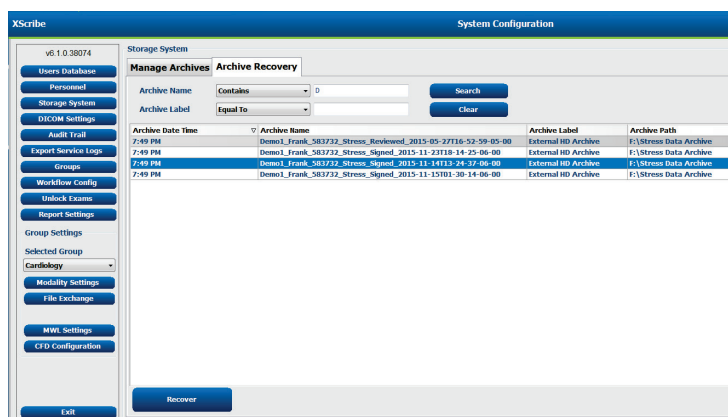 XScribe
System Configuration
v6.1.0.38074
Users Database
Personnel
Storage System
DICOM Settings
Audit Trail
Export Service Logs
Groups
Workflow Config
Unlock Exams
Report Settings
Group Settings
Selected Group
Cardiology
Modality Settings
File Exchange
MWL Settings
CFD Configuration
Exit
Storage System
Manage Archives Archive Recovery
Archive Name Contains D Search
Archive Label Equal To Clear
Archive Date Time Archive Name Archive Label Archive Path
7:49 PM Demo1_Frank_583732_Stress_Reviewed_2015-05-27T16-52-59-05-00 External HD Archive F:\Stress Data Archive
7:49 PM Demo1_Frank_583732_Stress_Signed_2015-11-23T18-14-25-06-00 External HD Archive F:\Stress Data Archive
7:49 PM Demo1_Frank_583732_Stress_Signed_2015-11-14T13-24-37-06-00 External HD Archive F:\Stress Data Archive
7:49 PM Demo1_Frank_583732_Stress_Signed_2015-11-15T01-30-14-06-00 External HD Archive F:\Stress Data Archive
Recover